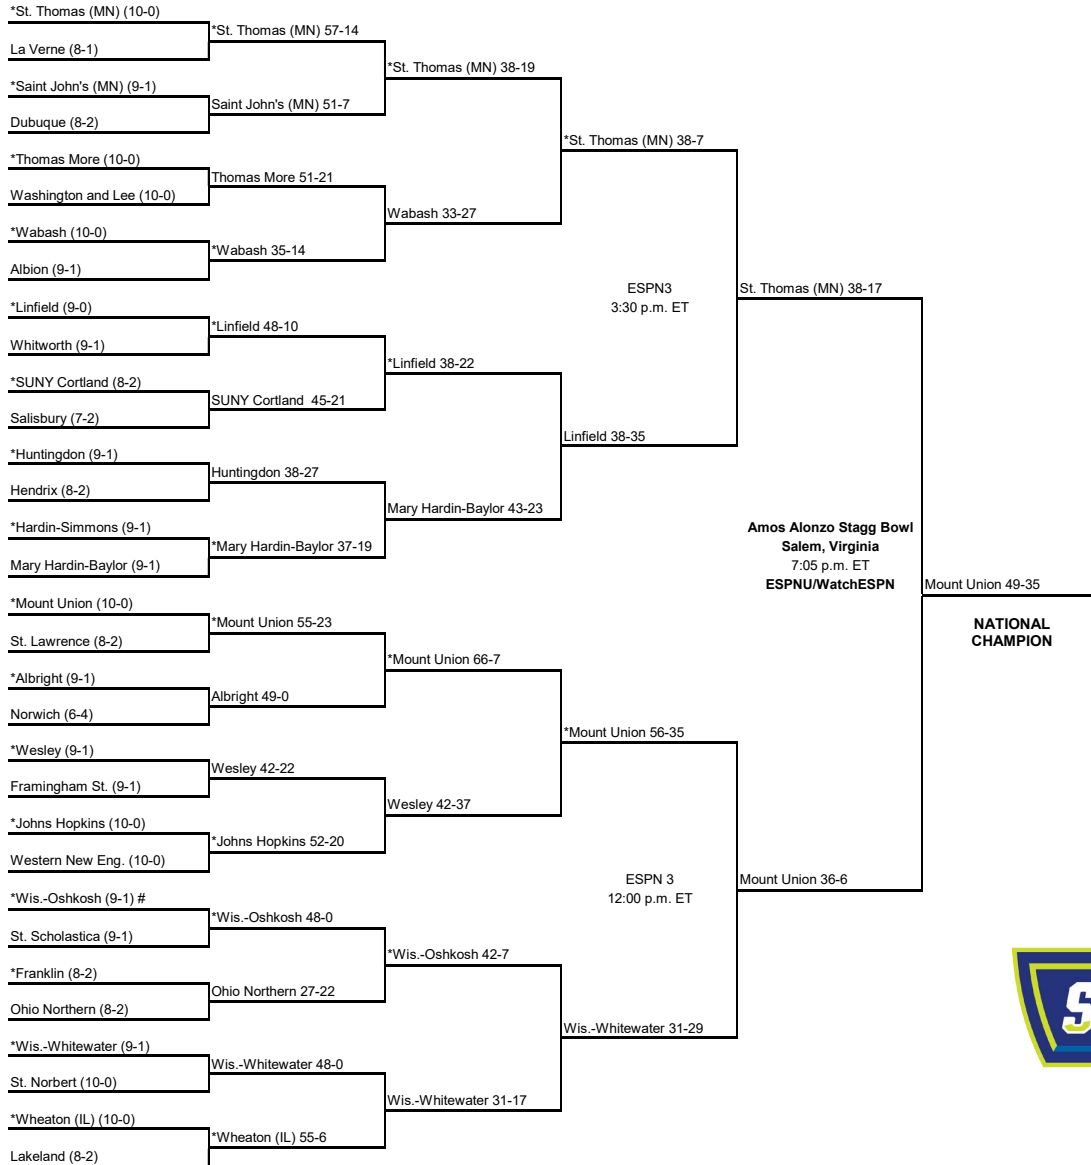 *St. Thomas (MN) (10-0)
La Verne (8-1)
*Saint John's (MN) (9-1)
Dubuque (8-2)
*Thomas More (10-0)
Washington and Lee (10-0)
*Wabash (10-0)
Albion (9-1)
*Linfield (9-0)
Whitworth (9-1)
*SUNY Cortland (8-2)
Salisbury (7-2)
*Huntingdon (9-1)
Hendrix (8-2)
*Hardin-Simmons (9-1)
Mary Hardin-Baylor (9-1)
*Mount Union (10-0)
St. Lawrence (8-2)
*Albright (9-1)
Norwich (6-4)
*Wesley (9-1)
Framingham St. (9-1)
*Johns Hopkins (10-0)
Western New Eng. (10-0)
*Wis.-Oshkosh (9-1) #
St. Scholastica (9-1)
*Franklin (8-2)
Ohio Northern (8-2)
*Wis.-Whitewater (9-1)
St. Norbert (10-0)
*Wheaton (IL) (10-0)
Lakeland (8-2)
*St. Thomas (MN) 57-14
Saint John's (MN) 51-7
Thomas More 51-21
*Wabash 35-14
*Linfield 48-10
SUNY Cortland  45-21
Huntingdon 38-27
*Mary Hardin-Baylor 37-19
*Mount Union 55-23
Albright 49-0
Wesley 42-22
*Johns Hopkins 52-20
*Wis.-Oshkosh 48-0
Ohio Northern 27-22
Wis.-Whitewater 48-0
*Wheaton (IL) 55-6
*St. Thomas (MN) 38-19
Wabash 33-27
*Linfield 38-22
Mary Hardin-Baylor 43-23
*Mount Union 66-7
Wesley 42-37
*Wis.-Oshkosh 42-7
Wis.-Whitewater 31-17
*St. Thomas (MN) 38-7
Linfield 38-35
*Mount Union 56-35
Wis.-Whitewater 31-29
ESPN3
3:30 p.m. ET
ESPN 3
12:00 p.m. ET
St. Thomas (MN) 38-17
Mount Union 36-6
Amos Alonzo Stagg Bowl
Salem, Virginia
7:05 p.m. ET
ESPNU/WatchESPN
Mount Union 49-35
NATIONAL
CHAMPION